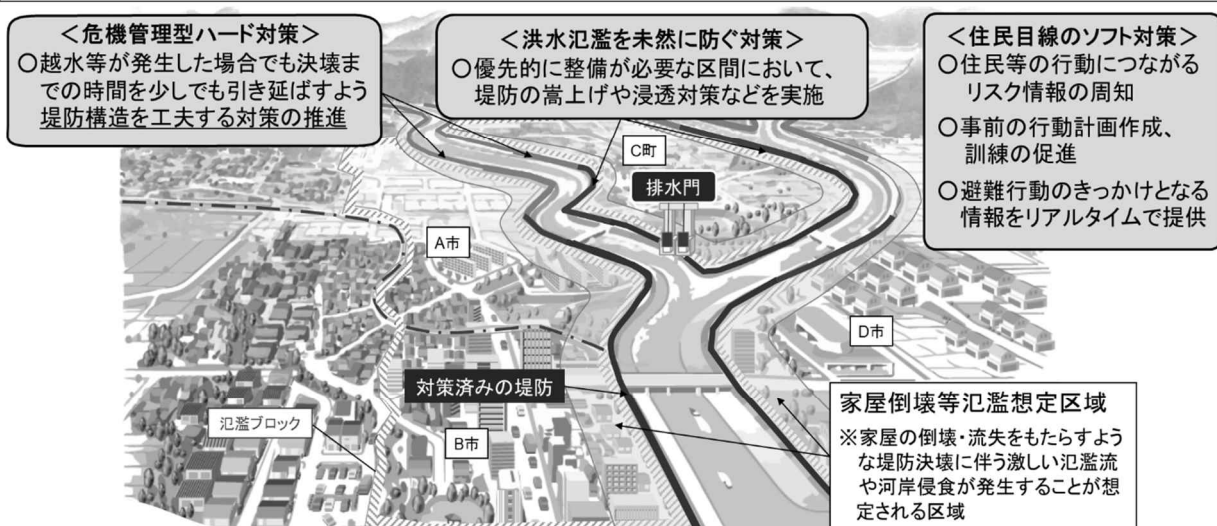 ＜危機管理型ハード対策＞
○越水等が発生した場合でも決壊ま
での時間を少しでも引き延ばすよう
堤防構造を工夫する対策の推進
＜洪水氾濫を未然に防ぐ対策＞
○優先的に整備が必要な区間において、
堤防の嵩上げや浸透対策などを実施
＜住民目線のソフト対策＞
○住民等の行動につながる
リスク情報の周知
○事前の行動計画作成、
訓練の促進
○避難行動のきっかけとなる
情報をリアルタイムで提供
C町
排水門
A市
D市
対策済みの堤防
氾濫ブロック
B市
家屋倒壊等氾濫想定区域
※家屋の倒壊・流失をもたらすよう
な堤防決壊に伴う激しい氾濫流
や河岸侵食が発生することが想
定される区域